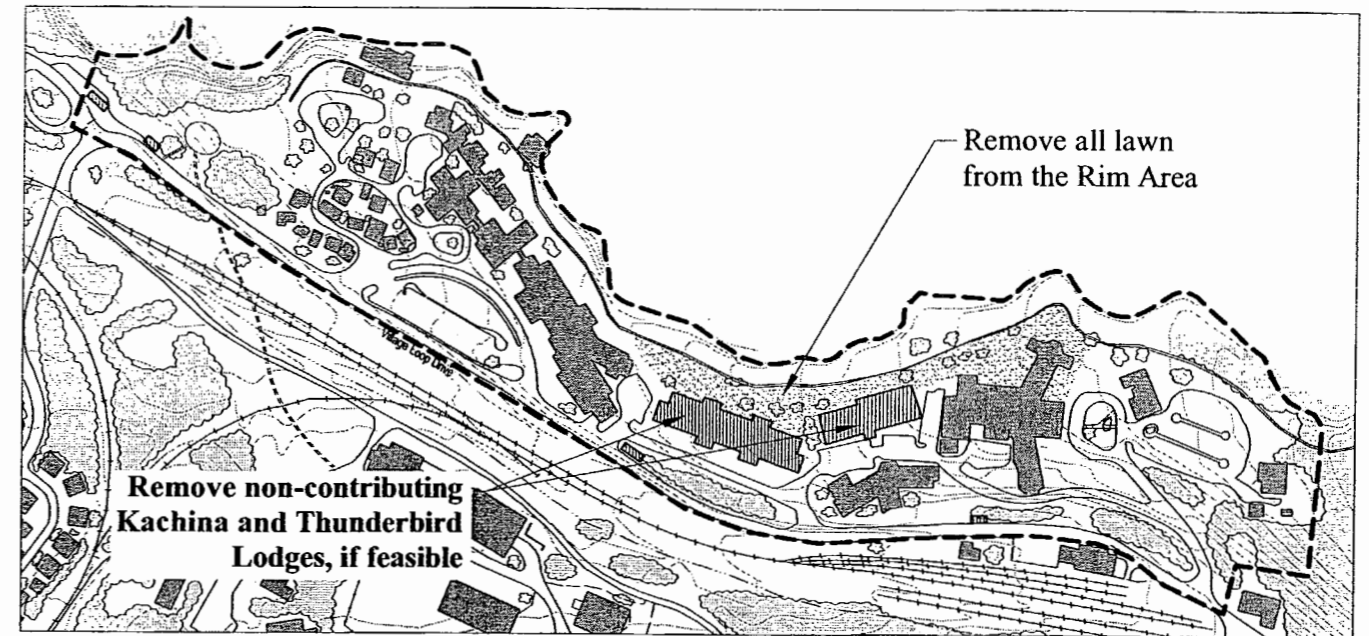 Remove all lawn
from the Rim Area
Village Loop Drive
Remove non-contributing
Kachina and Thunderbird
Lodges, if feasible